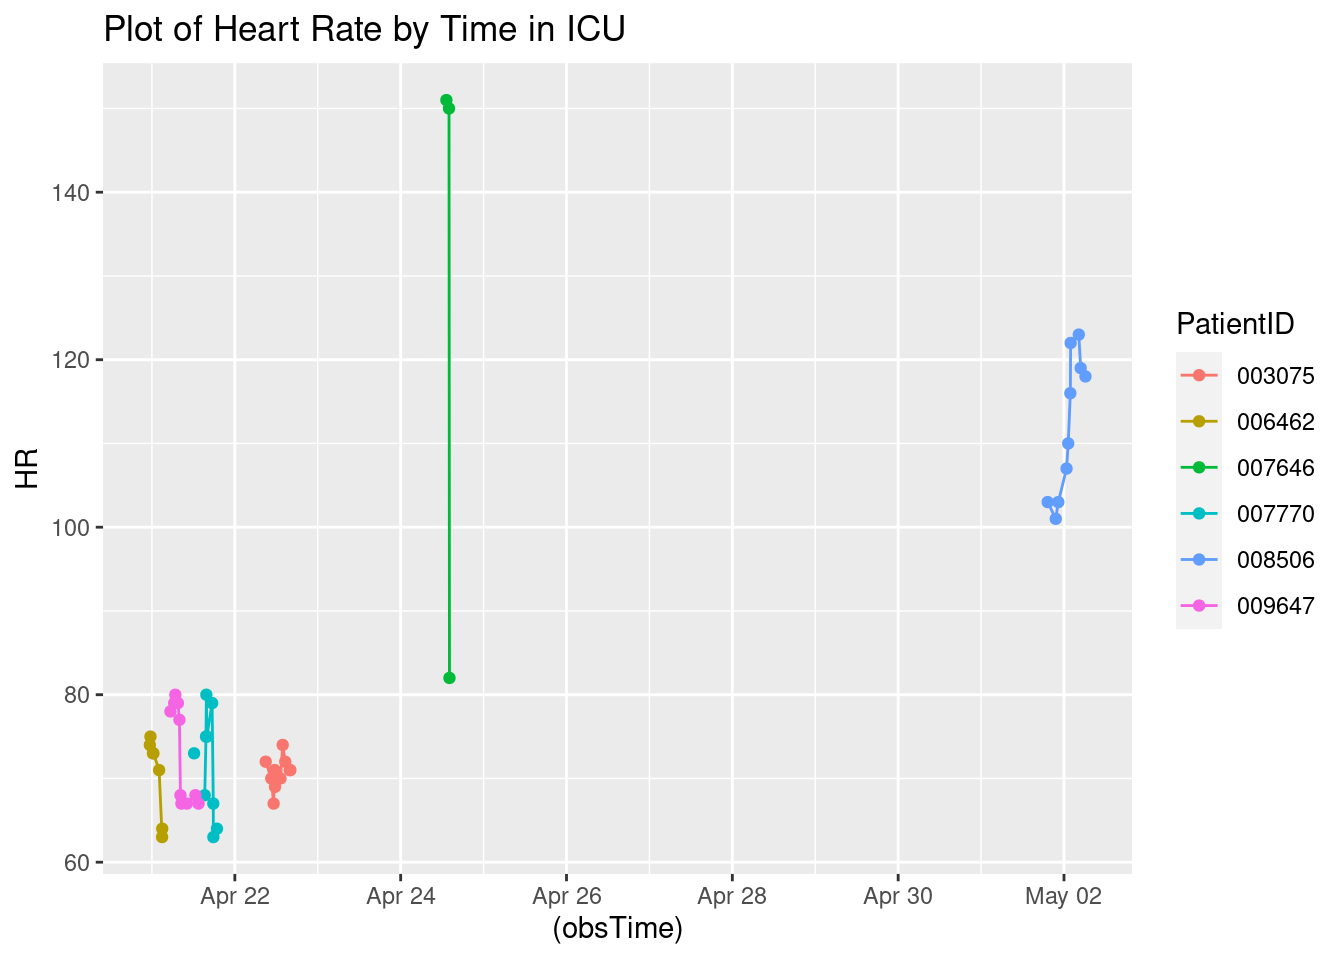 Plot of Heart Rate by Time in ICU
HR
140
120
100
80
60
Apr 22 Apr 24 Apr 26 Apr 28 Apr 30 May 02
(obsTime)
PatientID
003075
006462
007646
007770
008506
009647